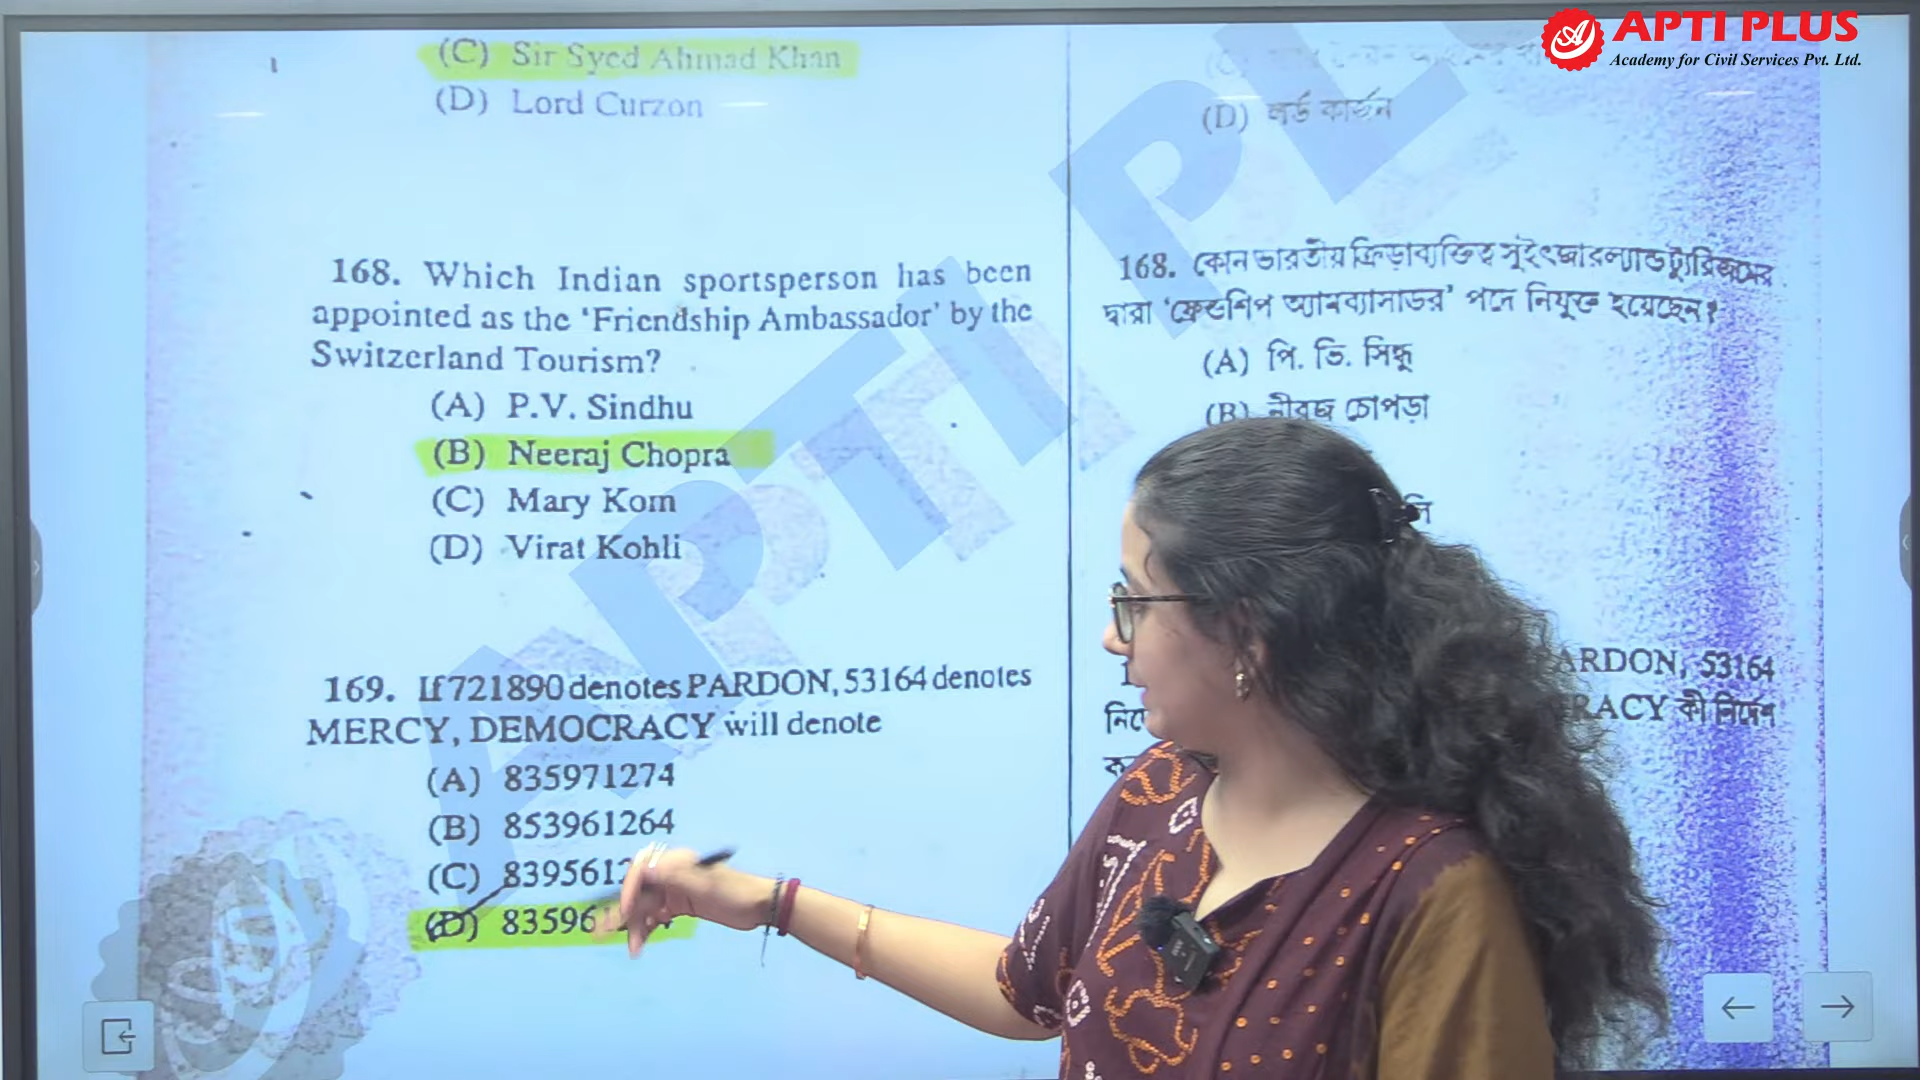 APTI PLUS
Academy for Civil Services Pvt. Ltd.
(C) Sir Syed Ahmad Khan
(D) Lord Curzon
168. Which Indian sportsperson has been
appointed as the ‘Friendship Ambassador’ by the
Switzerland Tourism?
(A) P.V. Sindhu
(B) Neeraj Chopra
(C) Mary Kom
(D) Virat Kohli
169. If 721890 denotes PARDON, 53164 denotes
MERCY, DEMOCRACY will denote
(A) 835971274
(B) 853961264
(C) 839561
(D) 83596
(D) লর্ড কার্জন
168. কোন ভারতীয় ক্রিড়াব্যক্তিত্ব সুইৎজারল্যান্ড ট্যুরিজমের
দ্বারা ‘ফ্রেন্ডশিপ অ্যামব্যাসাডর’ পদে নিযুক্ত হয়েছেন?
(A) পি. ভি. সিন্ধু
(B) নীরজ চোপড়া
ARDON, 53164
RACY কী নির্দেশ
APTI PLUS